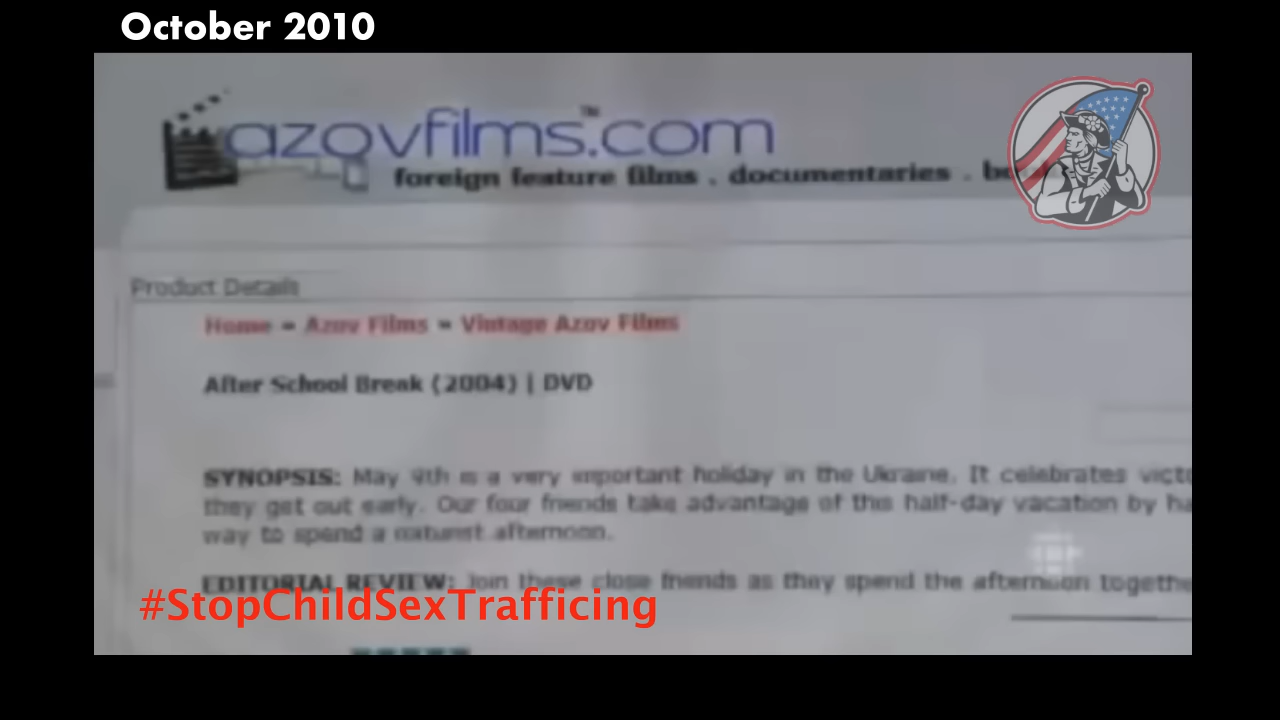 October 2010
azovfilms.com™
foreign feature films . documentaries .
Product Details
Home » Azov Films » Vintage Azov Films
After School Break (2004) | DVD
SYNOPSIS: May 9th is a very important holiday in the Ukraine. It celebrates
they get out early. Our four friends take advantage of this half-day vacation by
way to spend a naturist afternoon.
EDITORIAL REVIEW: Join these close friends as they spend the afternoon
#StopChildSexTrafficing